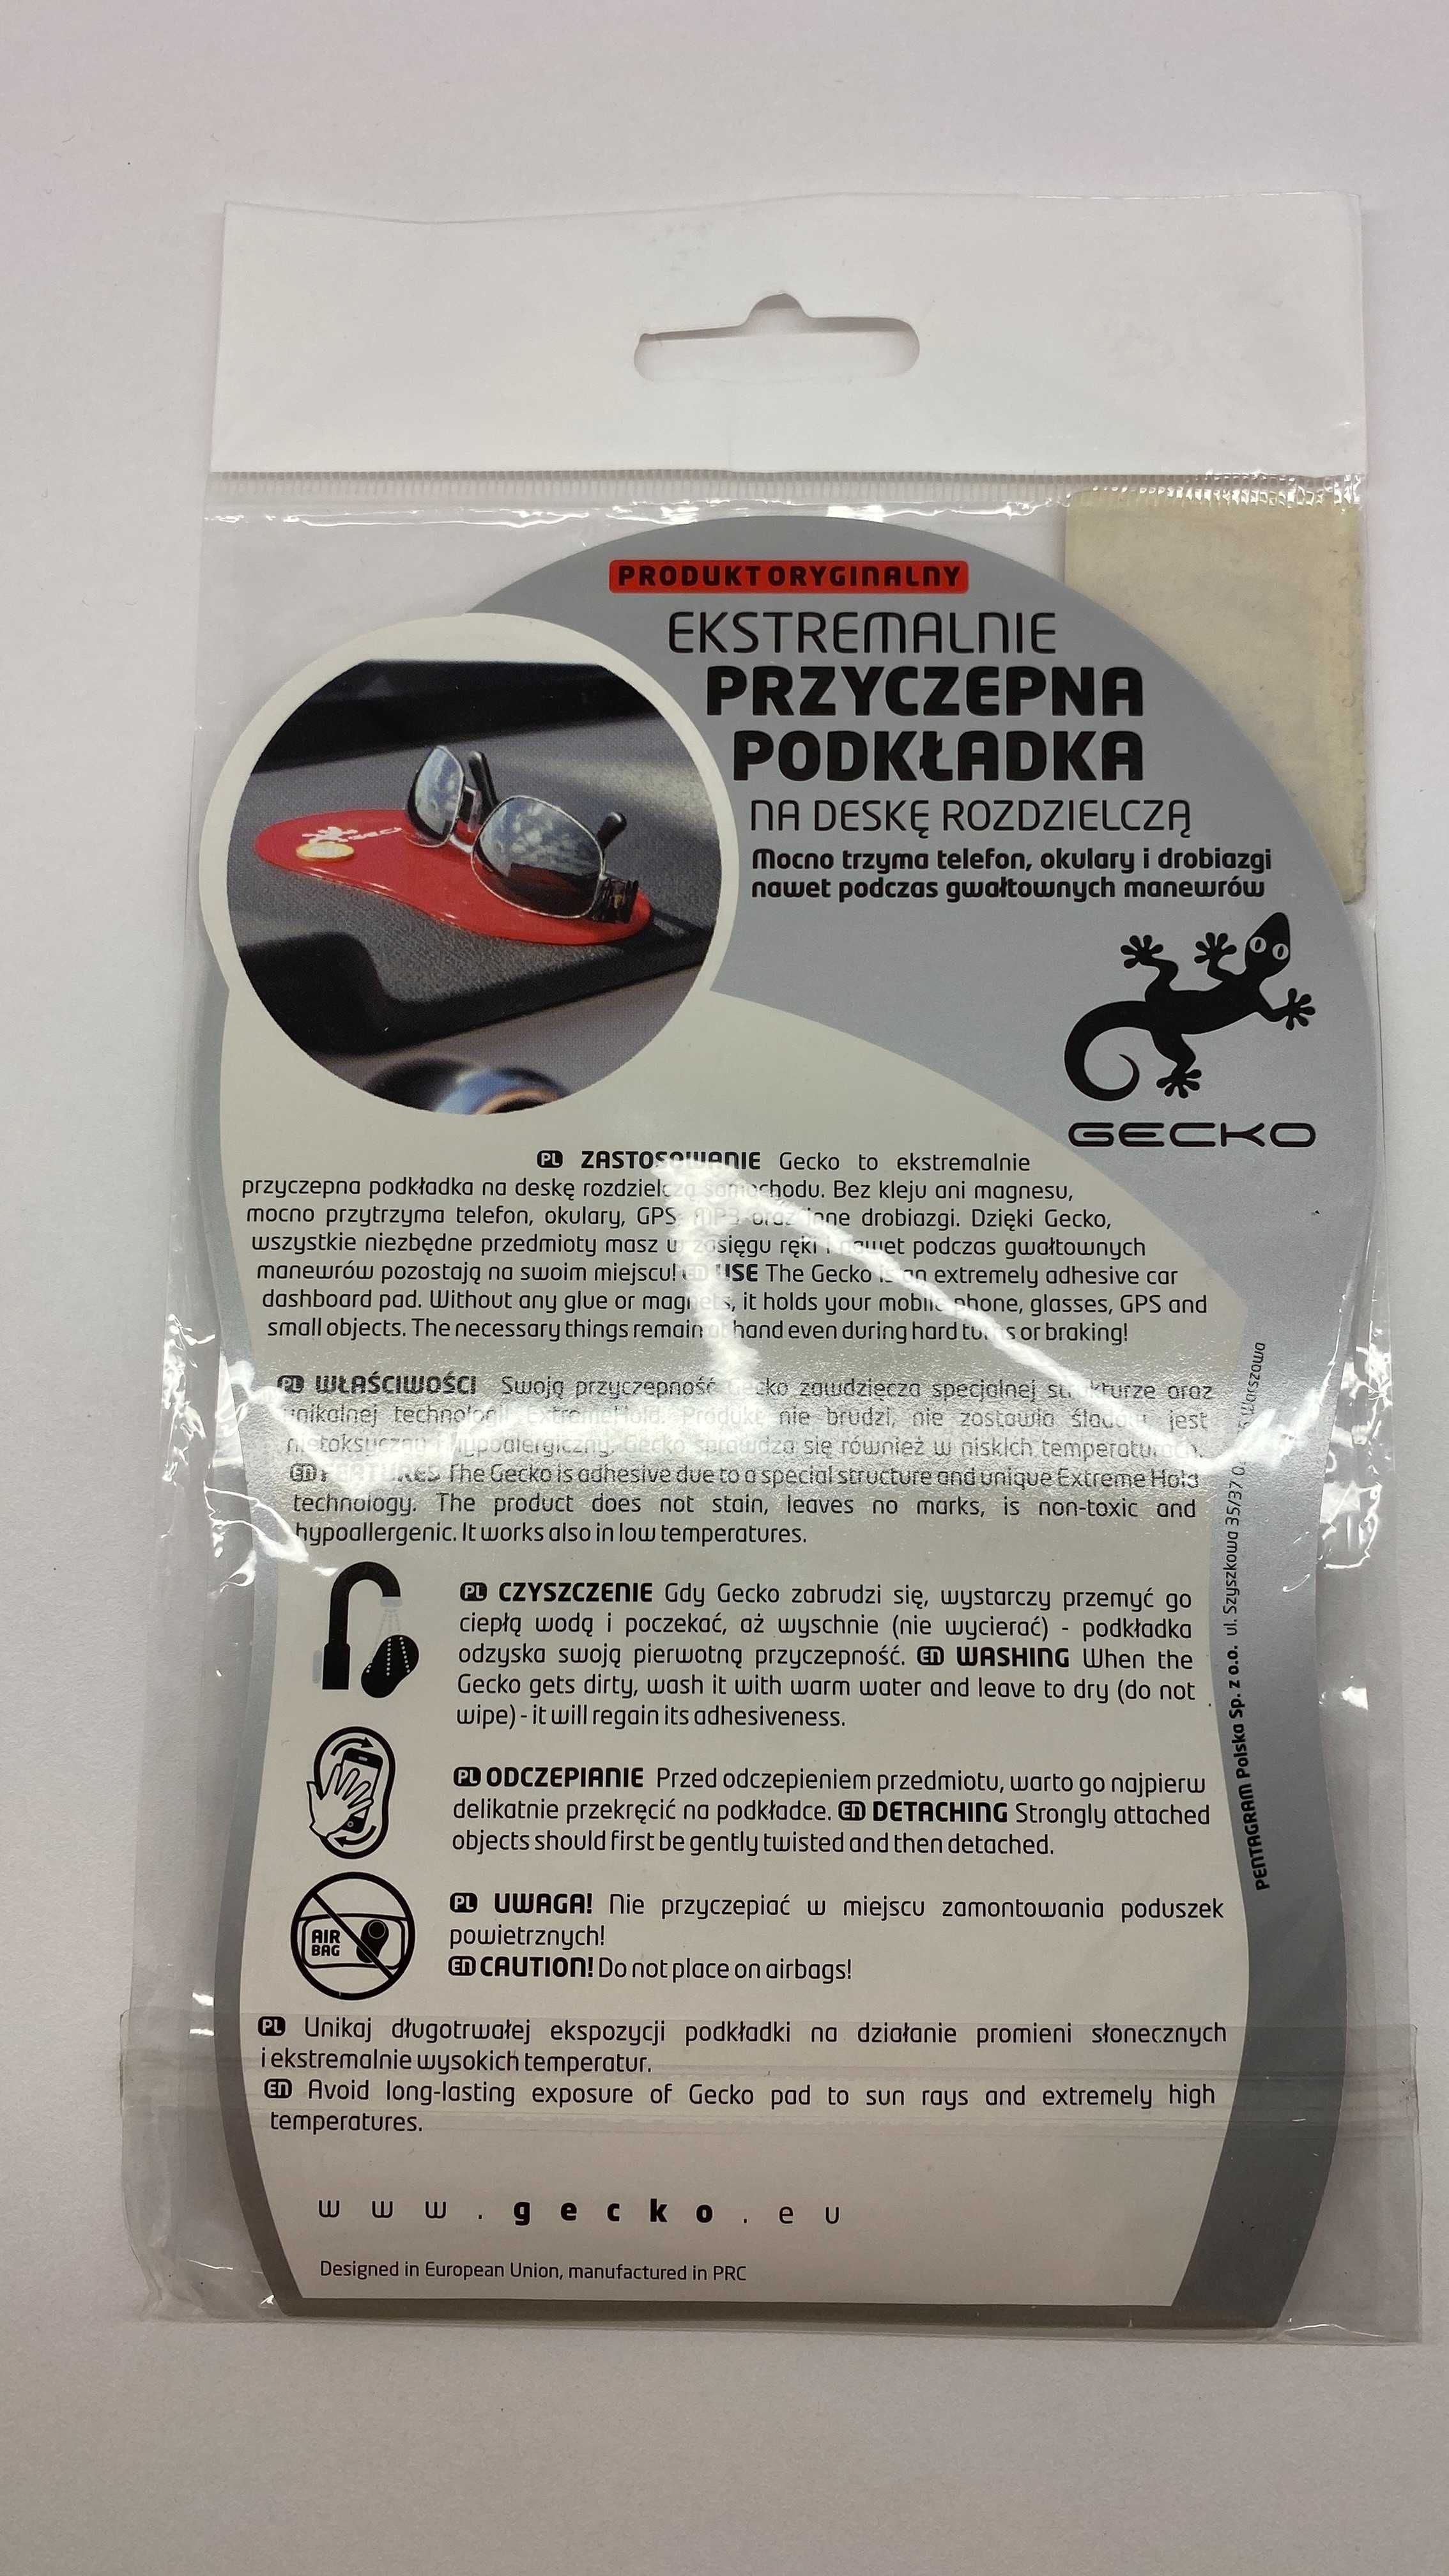 PRODUKT ORYGINALNY
EKSTREMALNIE
PRZYCZEPNA
PODKŁADKA
NA DESKĘ ROZDZIELCZĄ
Mocno trzyma telefon, okulary i drobiazgi
nawet podczas gwałtownych manewrów
GECKO
PL ZASTOSOWANIE Gecko to ekstremalnie
przyczepna podkładka na deskę rozdzielczą samochodu. Bez kleju ani magnesu,
mocno przytrzyma telefon, okulary, GPS, MP3 oraz inne drobiazgi. Dzięki Gecko,
wszystkie niezbędne przedmioty masz w zasięgu ręki i nawet podczas gwałtownych
manewrów pozostają na swoim miejscu! EN USE The Gecko is an extremely adhesive car
dashboard pad. Without any glue or magnets, it holds your mobile phone, glasses, GPS and
small objects. The necessary things remain at hand even during hard turns or braking!
PL WŁAŚCIWOŚCI Swoją przyczepność Gecko zawdzięcza specjalnej strukturze oraz
unikalnej technologii ExtremeHold. Produkt nie brudzi, nie zostawia śladów, jest
nietoksyczny i hypoalergiczny. Gecko sprawdza się również w niskich temperaturach.
EN FEATURES The Gecko is adhesive due to a special structure and unique Extreme Hold
technology. The product does not stain, leaves no marks, is non-toxic and
hypoallergenic. It works also in low temperatures.
PL CZYSZCZENIE Gdy Gecko zabrudzi się, wystarczy przemyć go
ciepłą wodą i poczekać, aż wyschnie (nie wycierać) - podkładka
odzyska swoją pierwotną przyczepność. EN WASHING When the
Gecko gets dirty, wash it with warm water and leave to dry (do not
wipe) - it will regain its adhesiveness.
PL ODCZEPIANIE Przed odczepieniem przedmiotu, warto go najpierw
delikatnie przekręcić na podkładce. EN DETACHING Strongly attached
objects should first be gently twisted and then detached.
AIR
BAG
PL UWAGA! Nie przyczepiać w miejscu zamontowania poduszek
powietrznych!
EN CAUTION! Do not place on airbags!
PL Unikaj długotrwałej ekspozycji podkładki na działanie promieni słonecznych
i ekstremalnie wysokich temperatur.
EN Avoid long-lasting exposure of Gecko pad to sun rays and extremely high
temperatures.
www.gecko.eu
Designed in European Union, manufactured in PRC
PENTAGRAM Polska Sp. z o.o. ul. Szyszkowa 35/37 Warszawa